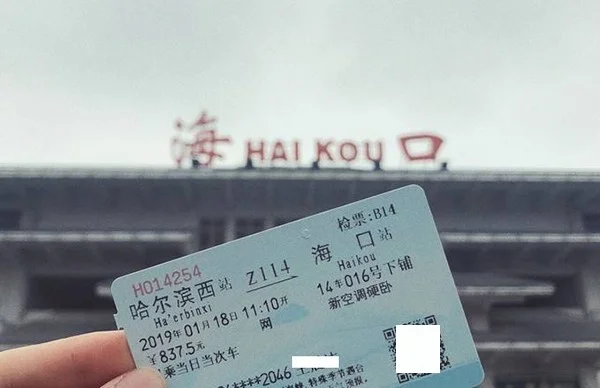 海 HAI KOU 口
检票:B14
H014254
哈尔滨西站 Z114 海口站
Ha'erbinxi Haikou
2019年01月18日11:10开 14车016号下铺
¥837.5元 网 新空调硬卧
乘当日当次车
****2046